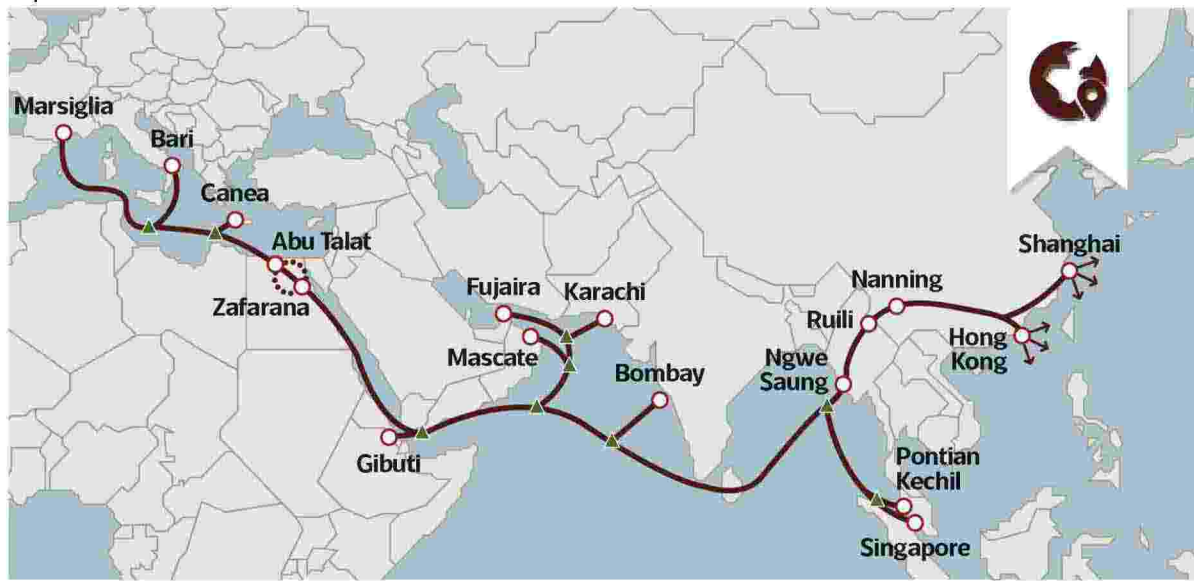 Marsiglia
Bari
Canea
Abu Talat
Zafarana
Fujaira
Karachi
Mascate
Bombay
Gibuti
Shanghai
Nanning
Ruili
Hong
Kong
Ngwe
Saung
Pontian
Kechil
Singapore